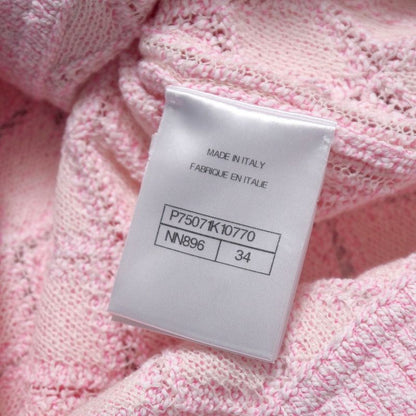 MADE IN ITALY
FABRIQUE EN ITALIE
P75071K10770
NN896 34